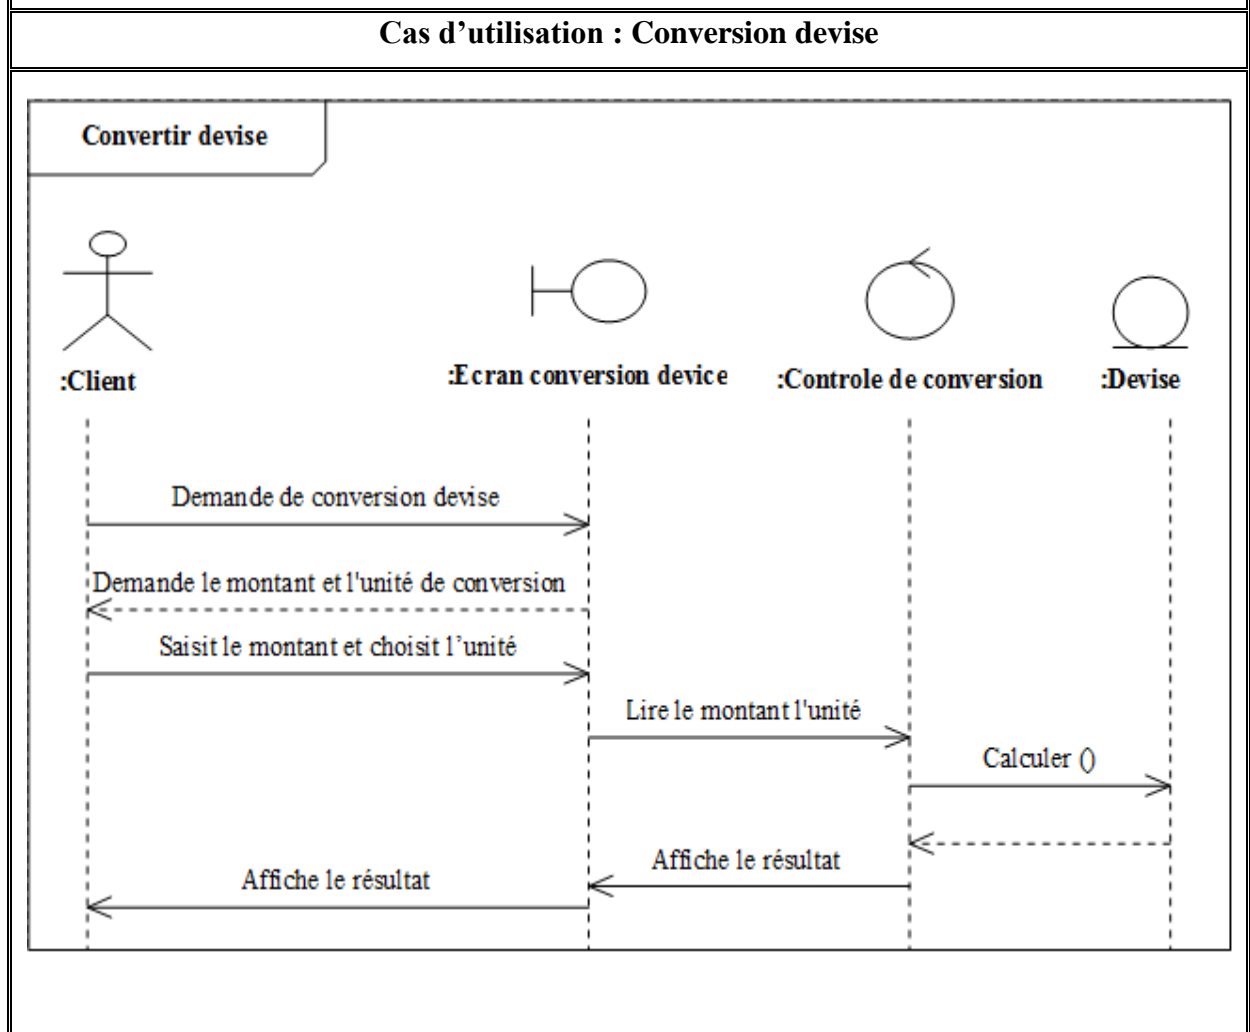 Cas d’utilisation : Conversion devise
Convertir devise
:Client
:Ecran conversion device
:Controle de conversion
:Devise
Demande de conversion devise
Demande le montant et l'unité de conversion
Saisit le montant et choisit l’unité
Lire le montant l'unité
Calculer ()
Affiche le résultat
Affiche le résultat